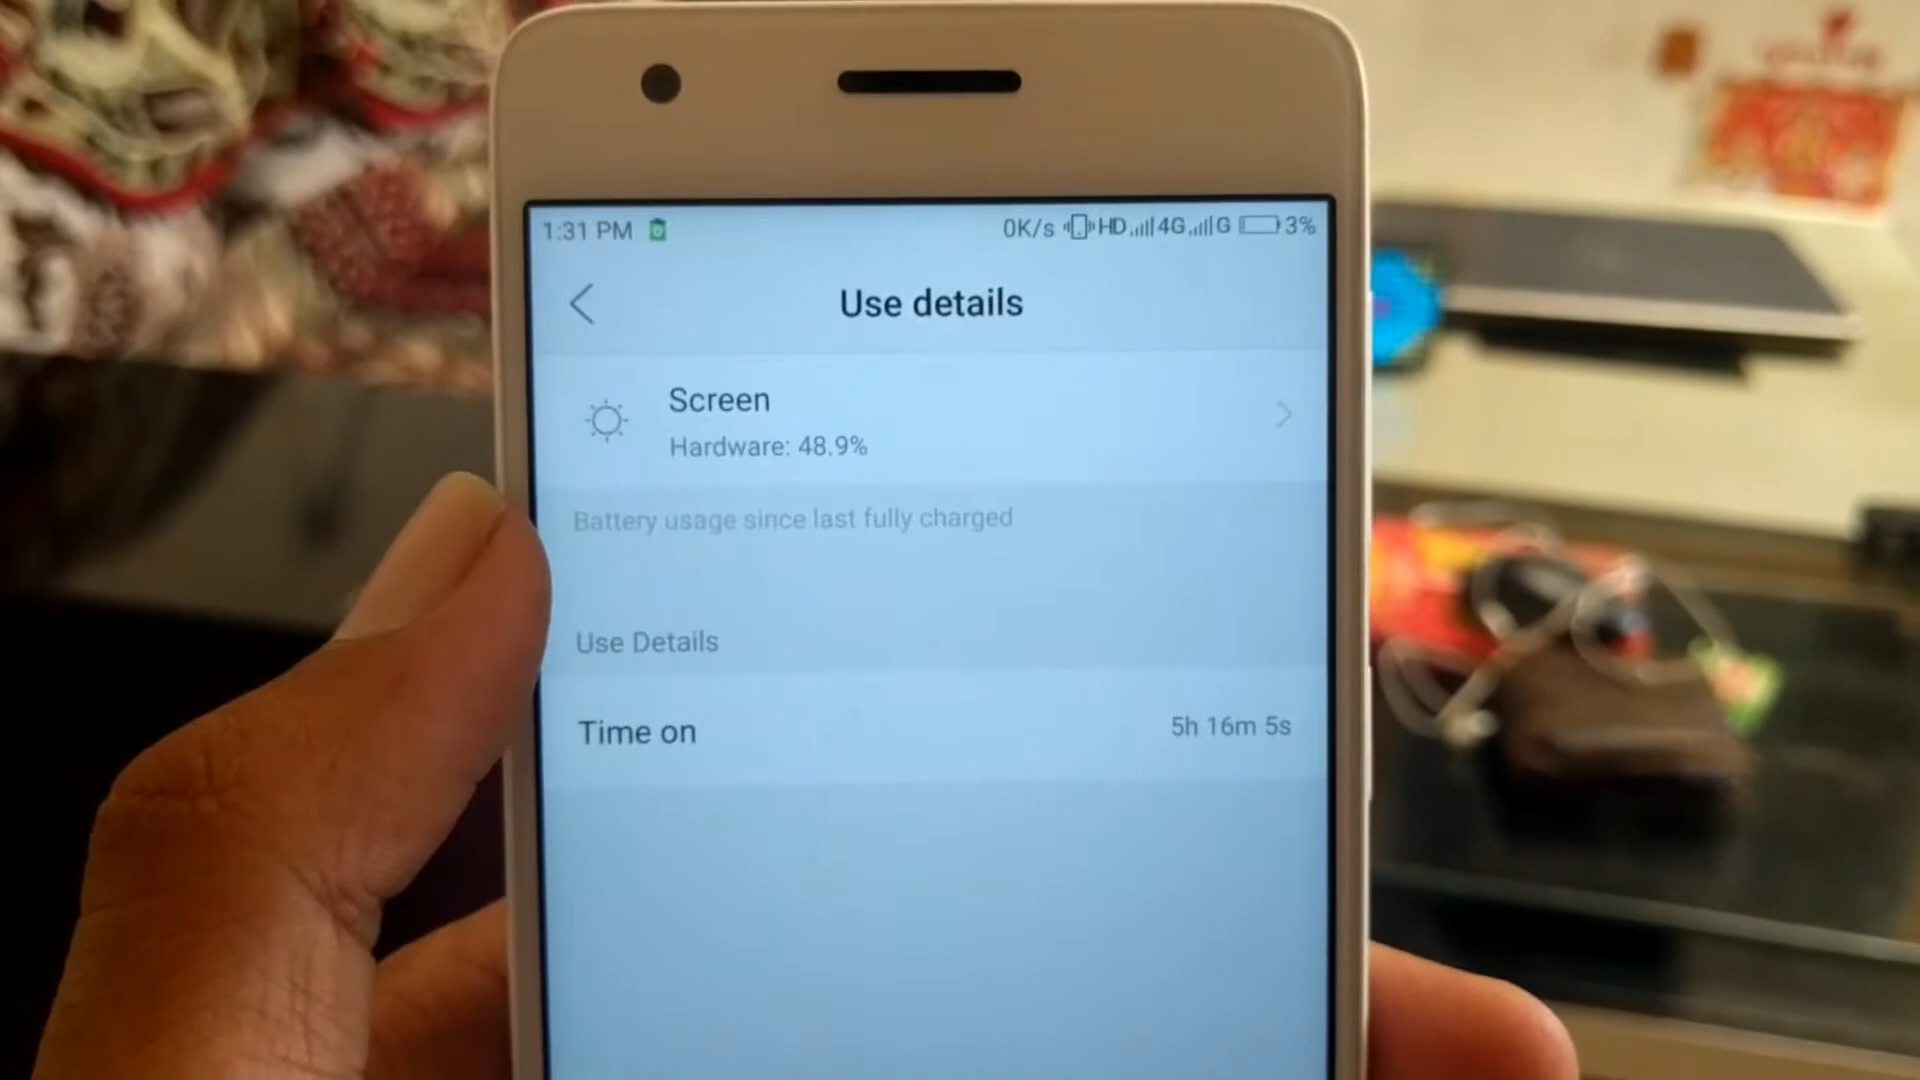 1:31 PM 0K/s HD 4G G 3%
Use details
Screen
Hardware: 48.9%
Battery usage since last fully charged
Use Details
Time on 5h 16m 5s